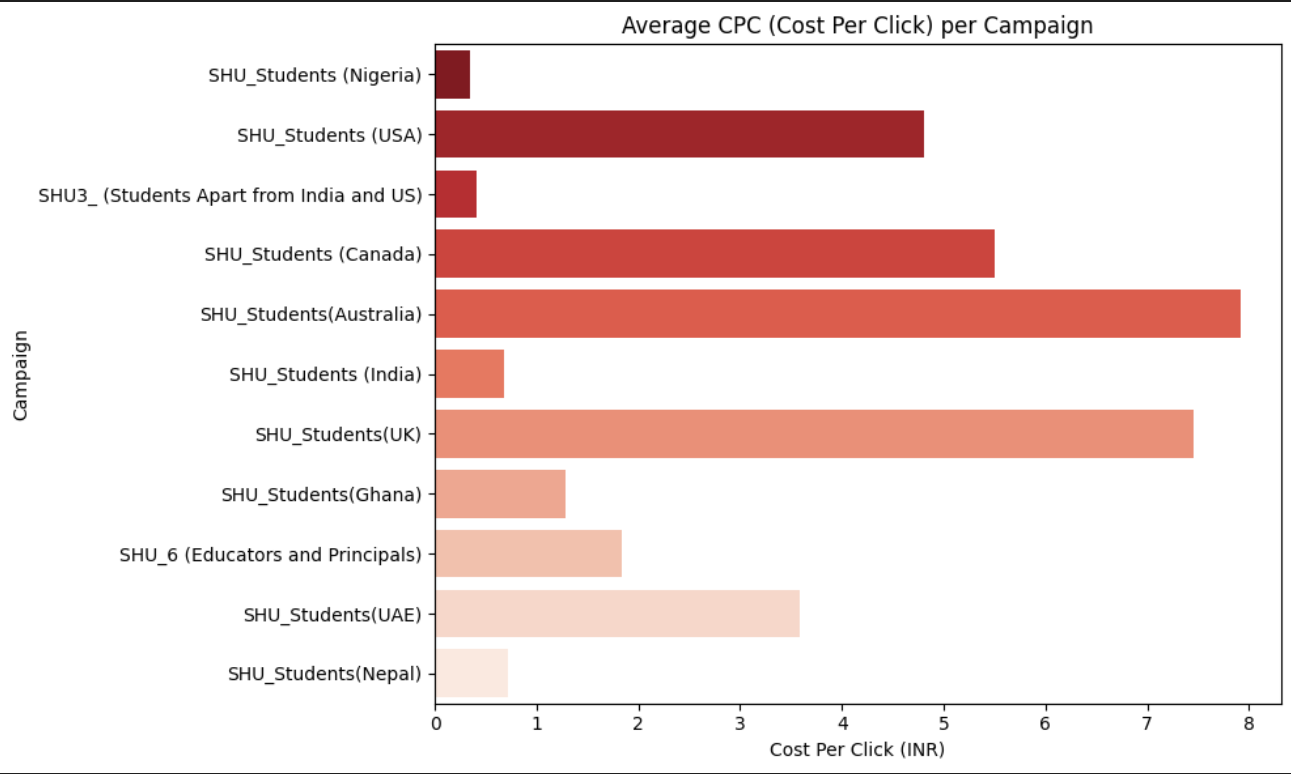 Average CPC (Cost Per Click) per Campaign
SHU_Students (Nigeria)
SHU_Students (USA)
SHU3_ (Students Apart from India and US)
SHU_Students (Canada)
SHU_Students(Australia)
SHU_Students (India)
SHU_Students(UK)
SHU_Students(Ghana)
SHU_6 (Educators and Principals)
SHU_Students(UAE)
SHU_Students(Nepal)
Campaign
0 1 2 3 4 5 6 7 8
Cost Per Click (INR)